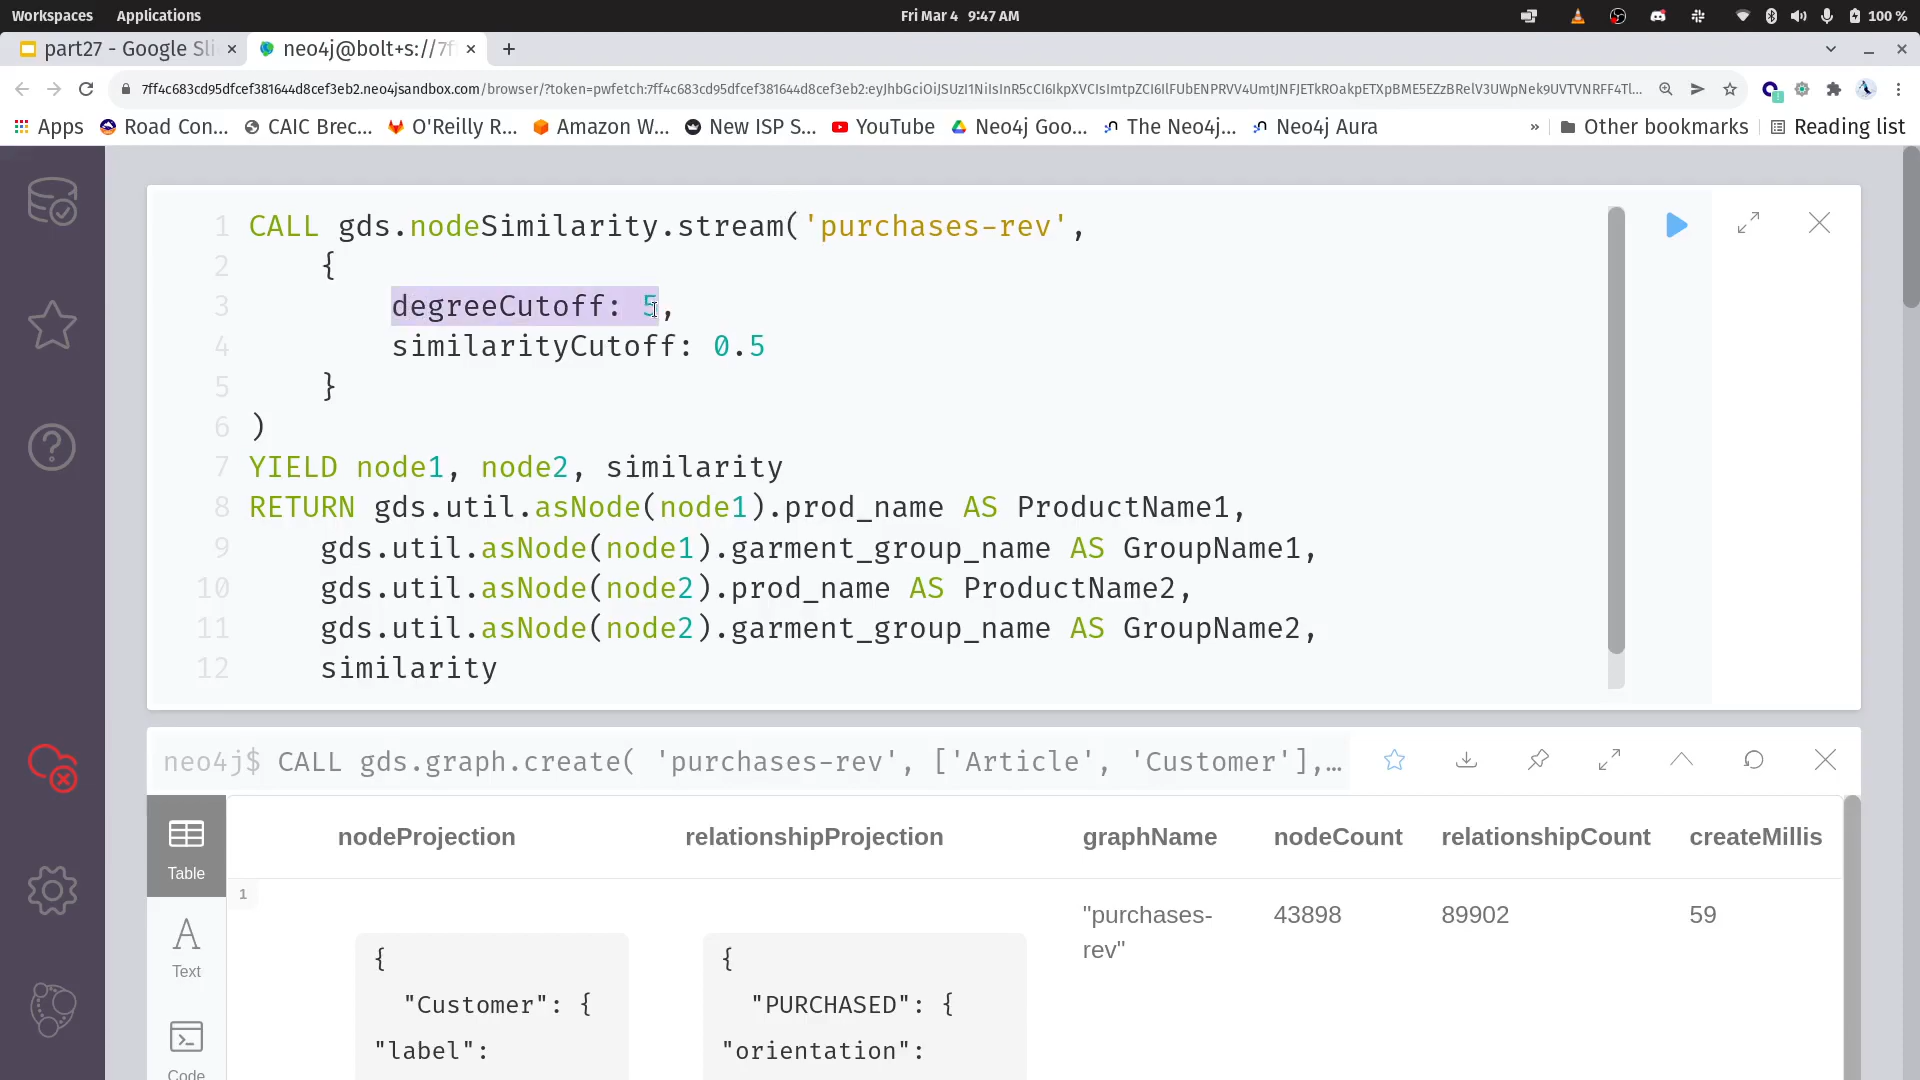 Workspaces Applications Fri Mar 4 9:47 AM 100 %
part27 - Google Sli neo4j@bolt+s://7f
7ff4c683cd95dfcef381644d8cef3eb2.neo4jsandbox.com/browser/?token=pwfetch:7ff4c683cd95dfcef381644d8cef3eb2:
Apps Road Con... CAIC Brec... O'Reilly R... Amazon W... New ISP S... YouTube Neo4j Goo... The Neo4j... Neo4j Aura » Other bookmarks Reading list
1 CALL gds.nodeSimilarity.stream('purchases-rev',
2 {
3 degreeCutoff: 5,
4 similarityCutoff: 0.5
5 }
6 )
7 YIELD node1, node2, similarity
8 RETURN gds.util.asNode(node1).prod_name AS ProductName1,
9 gds.util.asNode(node1).garment_group_name AS GroupName1,
10 gds.util.asNode(node2).prod_name AS ProductName2,
11 gds.util.asNode(node2).garment_group_name AS GroupName2,
12 similarity
neo4j$ CALL gds.graph.create( 'purchases-rev', ['Article', 'Customer'],…
nodeProjection relationshipProjection graphName nodeCount relationshipCount createMillis
Table
1
"purchases-rev" 43898 89902 59
{ {
"Customer": { "PURCHASED": {
Text
"label": "orientation":
Code